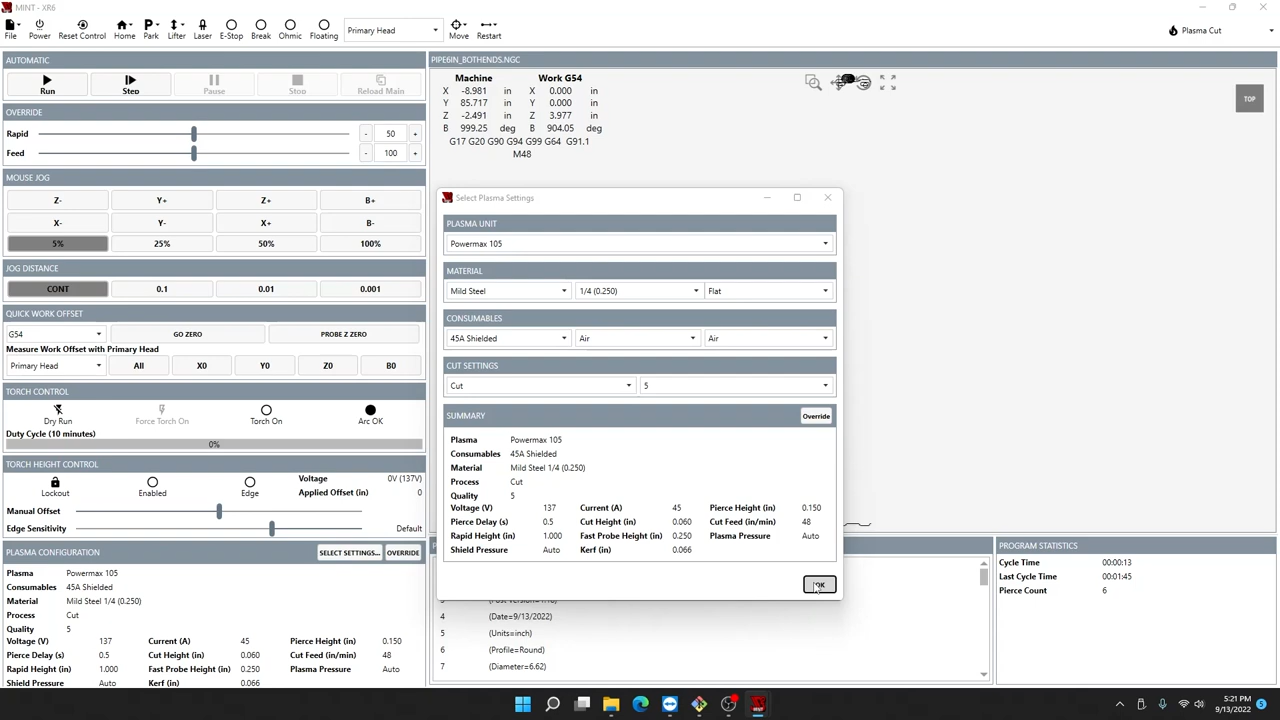 MINT - XR6
File Power Reset Control Home Park Lifter Laser E-Stop Break Ohmic Floating Primary Head Move Restart Plasma Cut
AUTOMATIC
Run Step Pause Stop Reload Main
OVERRIDE
Rapid - 50 +
Feed - 100 +
MOUSE JOG
Z- Y+ Z+ B+
X- Y- X+ B-
5% 25% 50% 100%
JOG DISTANCE
CONT 0.1 0.01 0.001
QUICK WORK OFFSET
G54 GO ZERO PROBE Z ZERO
Measure Work Offset with Primary Head
Primary Head All X0 Y0 Z0 B0
TORCH CONTROL
Dry Run Force Torch On Torch On Arc OK
Duty Cycle (10 minutes)
0%
TORCH HEIGHT CONTROL
Lockout Enabled Edge
Voltage 0V (137V)
Applied Offset (in) 0
Manual Offset
Edge Sensitivity Default
PLASMA CONFIGURATION SELECT SETTINGS... OVERRIDE
Plasma Powermax 105
Consumables 45A Shielded
Material Mild Steel 1/4 (0.250)
Process Cut
Quality 5
Voltage (V) 137 Current (A) 45 Pierce Height (in) 0.150
Pierce Delay (s) 0.5 Cut Height (in) 0.060 Cut Feed (in/min) 48
Rapid Height (in) 1.000 Fast Probe Height (in) 0.250 Plasma Pressure Auto
Shield Pressure Auto Kerf (in) 0.066
PIPE6IN_BOTHENDS.NGC
Machine Work G54
X -8.981 in X 0.000 in
Y 85.717 in Y 0.000 in
Z -2.491 in Z 3.977 in
B 999.25 deg B 904.05 deg
G17 G20 G90 G94 G99 G64 G91.1
M48
TOP
Select Plasma Settings
PLASMA UNIT
Powermax 105
MATERIAL
Mild Steel 1/4 (0.250) Flat
CONSUMABLES
45A Shielded Air Air
CUT SETTINGS
Cut 5
SUMMARY Override
Plasma Powermax 105
Consumables 45A Shielded
Material Mild Steel 1/4 (0.250)
Process Cut
Quality 5
Voltage (V) 137 Current (A) 45 Pierce Height (in) 0.150
Pierce Delay (s) 0.5 Cut Height (in) 0.060 Cut Feed (in/min) 48
Rapid Height (in) 1.000 Fast Probe Height (in) 0.250 Plasma Pressure Auto
Shield Pressure Auto Kerf (in) 0.066
OK
4 (Date=9/13/2022)
5 (Units=inch)
6 (Profile=Round)
7 (Diameter=6.62)
PROGRAM STATISTICS
Cycle Time 00:00:13
Last Cycle Time 00:01:45
Pierce Count 6
5:21 PM
9/13/2022